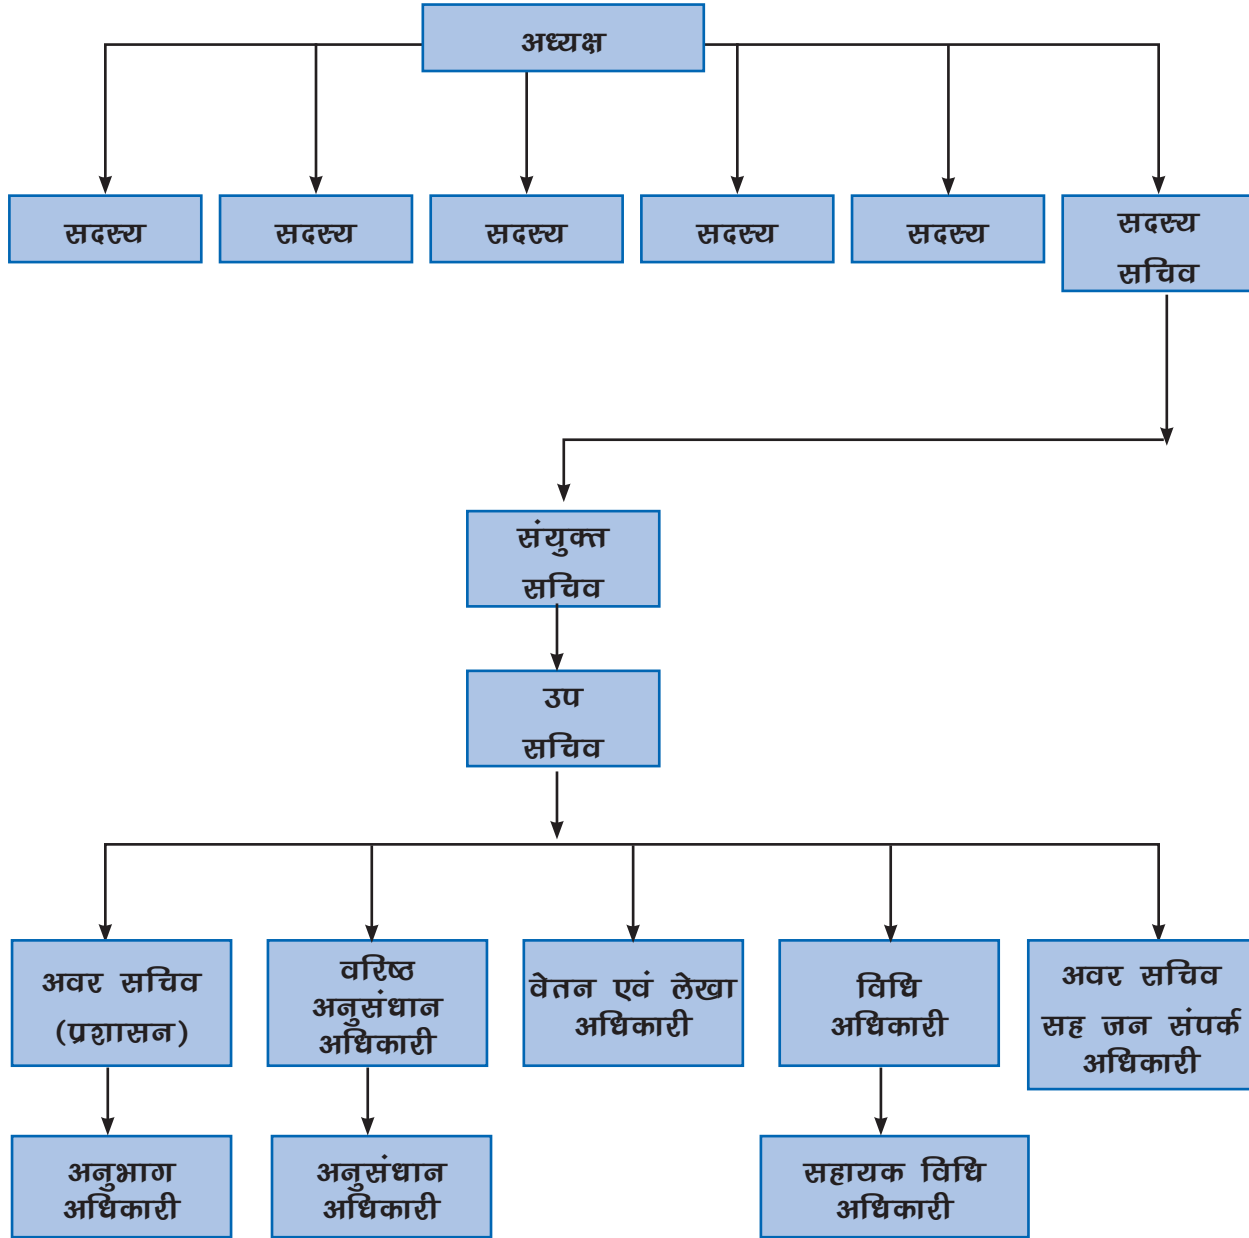 अध्यक्ष
सदस्य
सदस्य
सदस्य
सदस्य
सदस्य
सदस्य
सचिव
संयुक्त
सचिव
उप
सचिव
अवर सचिव
(प्रशासन)
वरिष्ठ
अनुसंधान
अधिकारी
वेतन एवं लेखा
अधिकारी
विधि
अधिकारी
अवर सचिव
सह जन संपर्क
अधिकारी
अनुभाग
अधिकारी
अनुसंधान
अधिकारी
सहायक विधि
अधिकारी